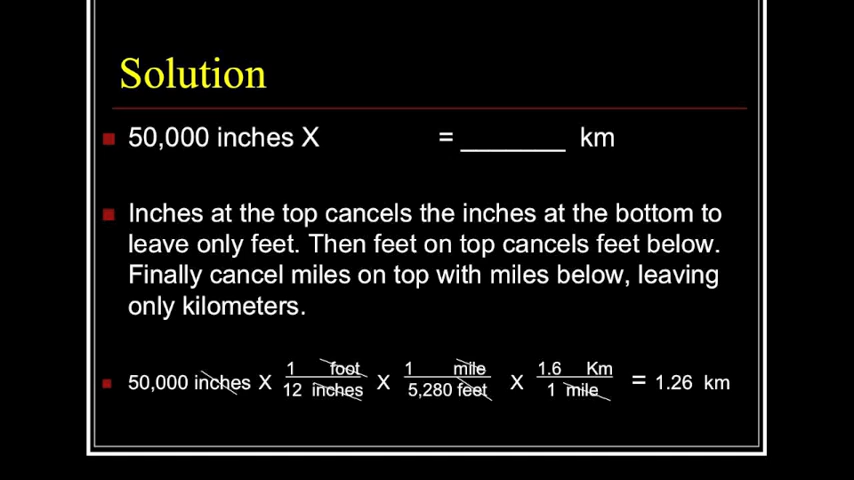 Solution
50,000 inches X = _______ km
Inches at the top cancels the inches at the bottom to
leave only feet. Then feet on top cancels feet below.
Finally cancel miles on top with miles below, leaving
only kilometers.
1 foot 1 mile 1.6 Km
50,000 inches X X X = 1.26 km
12 inches 5,280 feet 1 mile